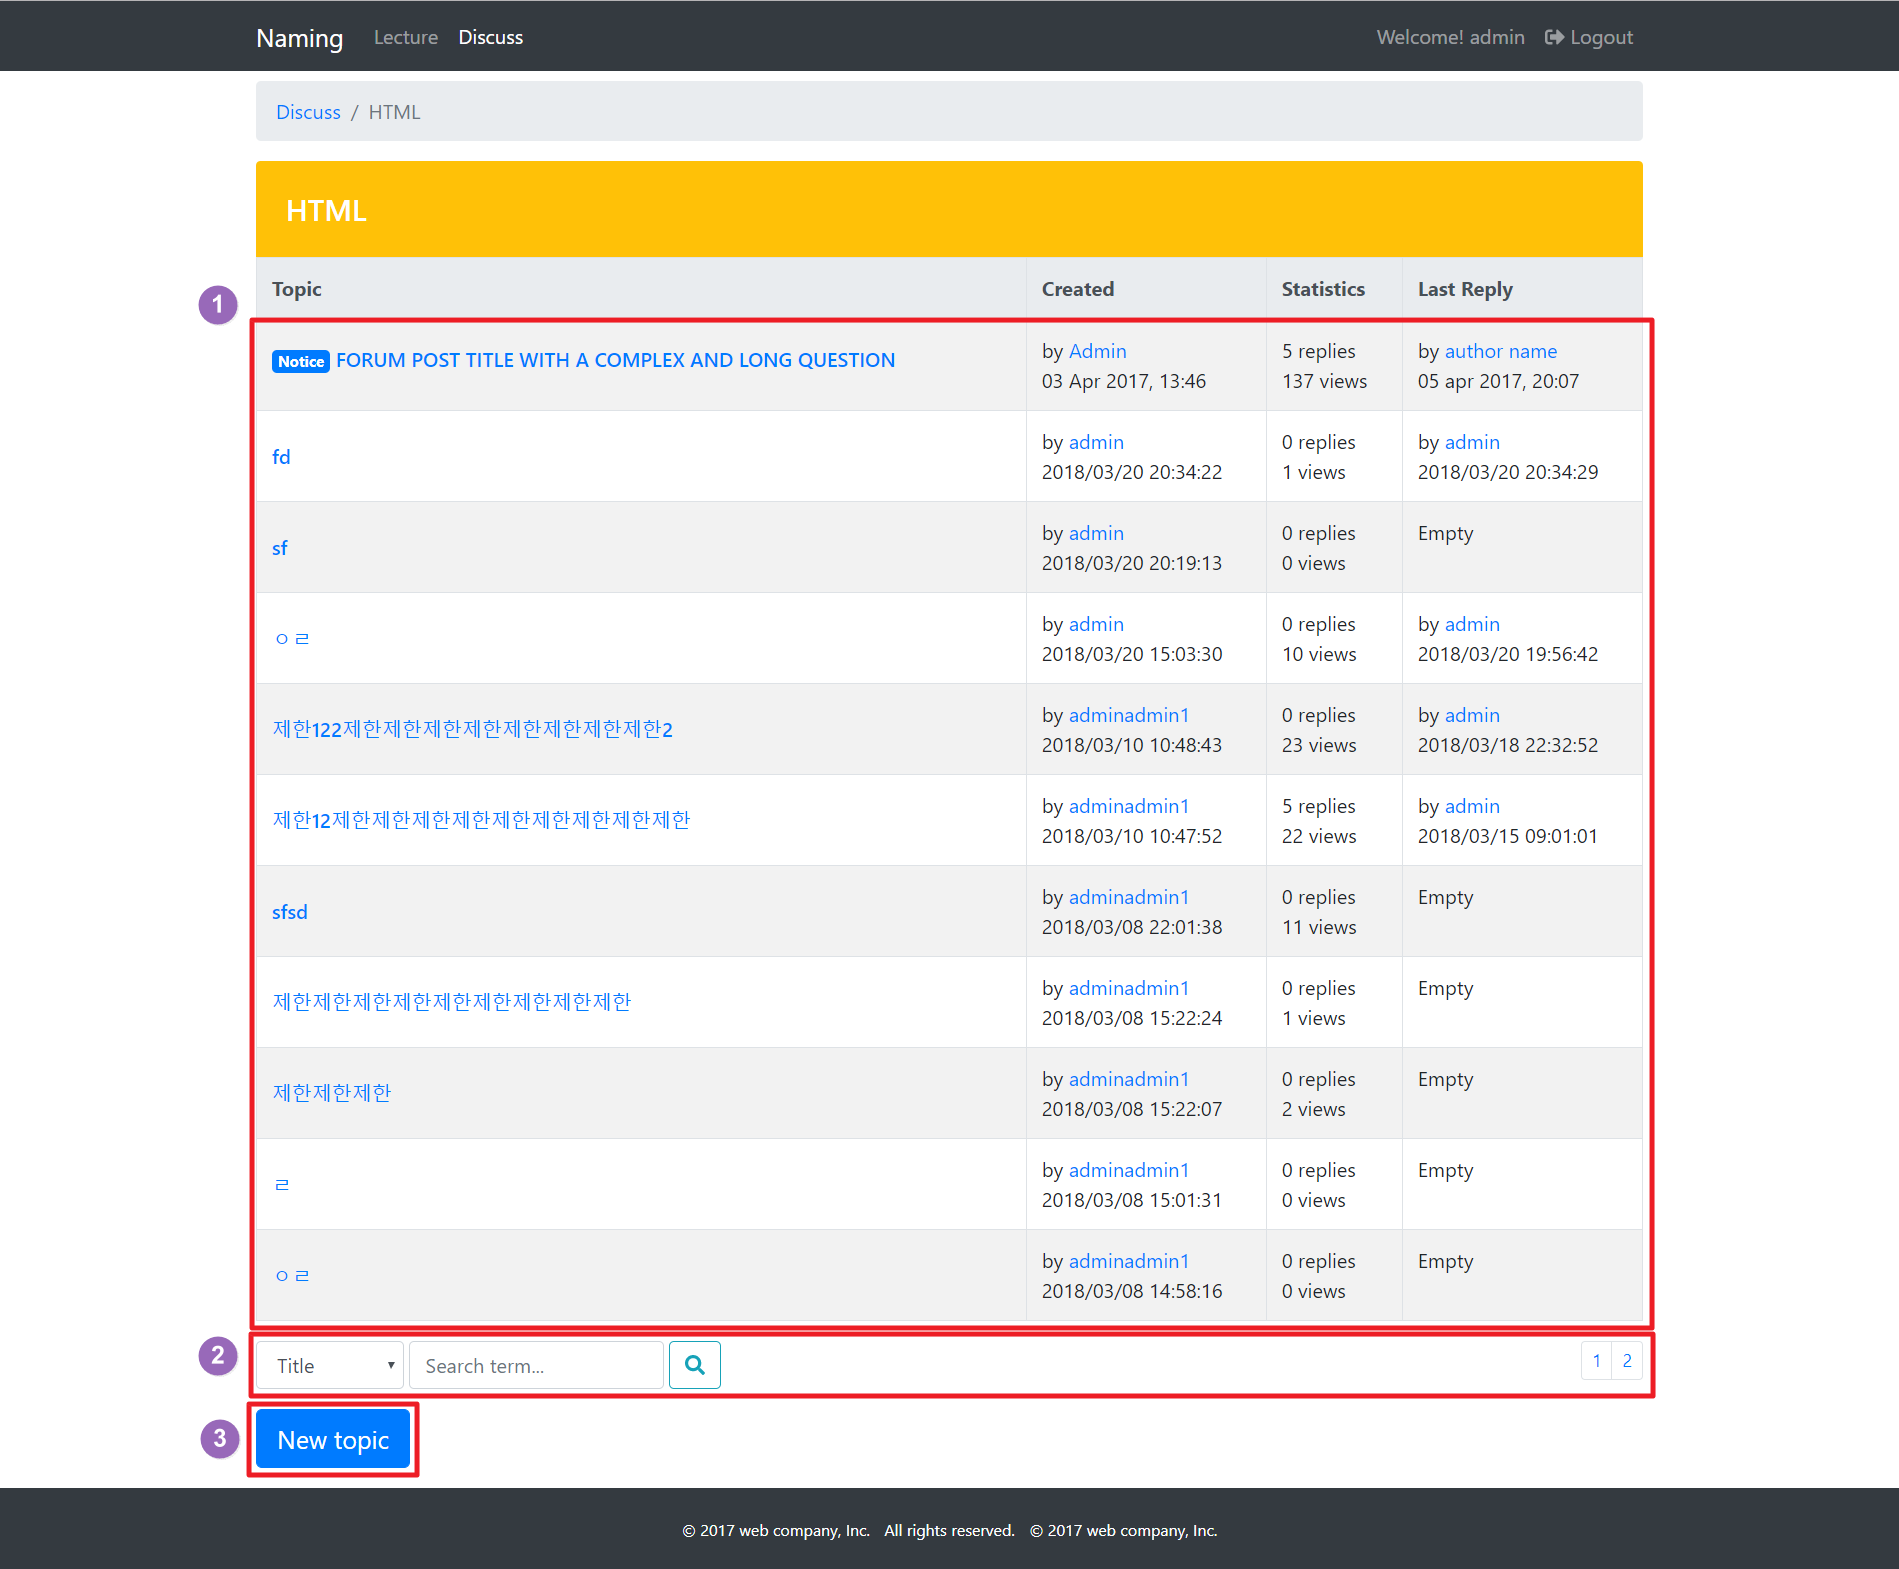 Naming Lecture Discuss Welcome! admin Logout
Discuss / HTML
HTML
1
Topic Created Statistics Last Reply
Notice FORUM POST TITLE WITH A COMPLEX AND LONG QUESTION
by Admin
03 Apr 2017, 13:46
5 replies
137 views
by author name
05 apr 2017, 20:07
fd
by admin
2018/03/20 20:34:22
0 replies
1 views
by admin
2018/03/20 20:34:29
sf
by admin
2018/03/20 20:19:13
0 replies
0 views
Empty
ㅇㄹ
by admin
2018/03/20 15:03:30
0 replies
10 views
by admin
2018/03/20 19:56:42
제한122제한제한제한제한제한제한제한제한2
by adminadmin1
2018/03/10 10:48:43
0 replies
23 views
by admin
2018/03/18 22:32:52
제한12제한제한제한제한제한제한제한제한제한
by adminadmin1
2018/03/10 10:47:52
5 replies
22 views
by admin
2018/03/15 09:01:01
sfsd
by adminadmin1
2018/03/08 22:01:38
0 replies
11 views
Empty
제한제한제한제한제한제한제한제한제한
by adminadmin1
2018/03/08 15:22:24
0 replies
1 views
Empty
제한제한제한
by adminadmin1
2018/03/08 15:22:07
0 replies
2 views
Empty
ㄹ
by adminadmin1
2018/03/08 15:01:31
0 replies
0 views
Empty
ㅇㄹ
by adminadmin1
2018/03/08 14:58:16
0 replies
0 views
Empty
2
Title Search term... 1 2
3
New topic
© 2017 web company, Inc. All rights reserved. © 2017 web company, Inc.